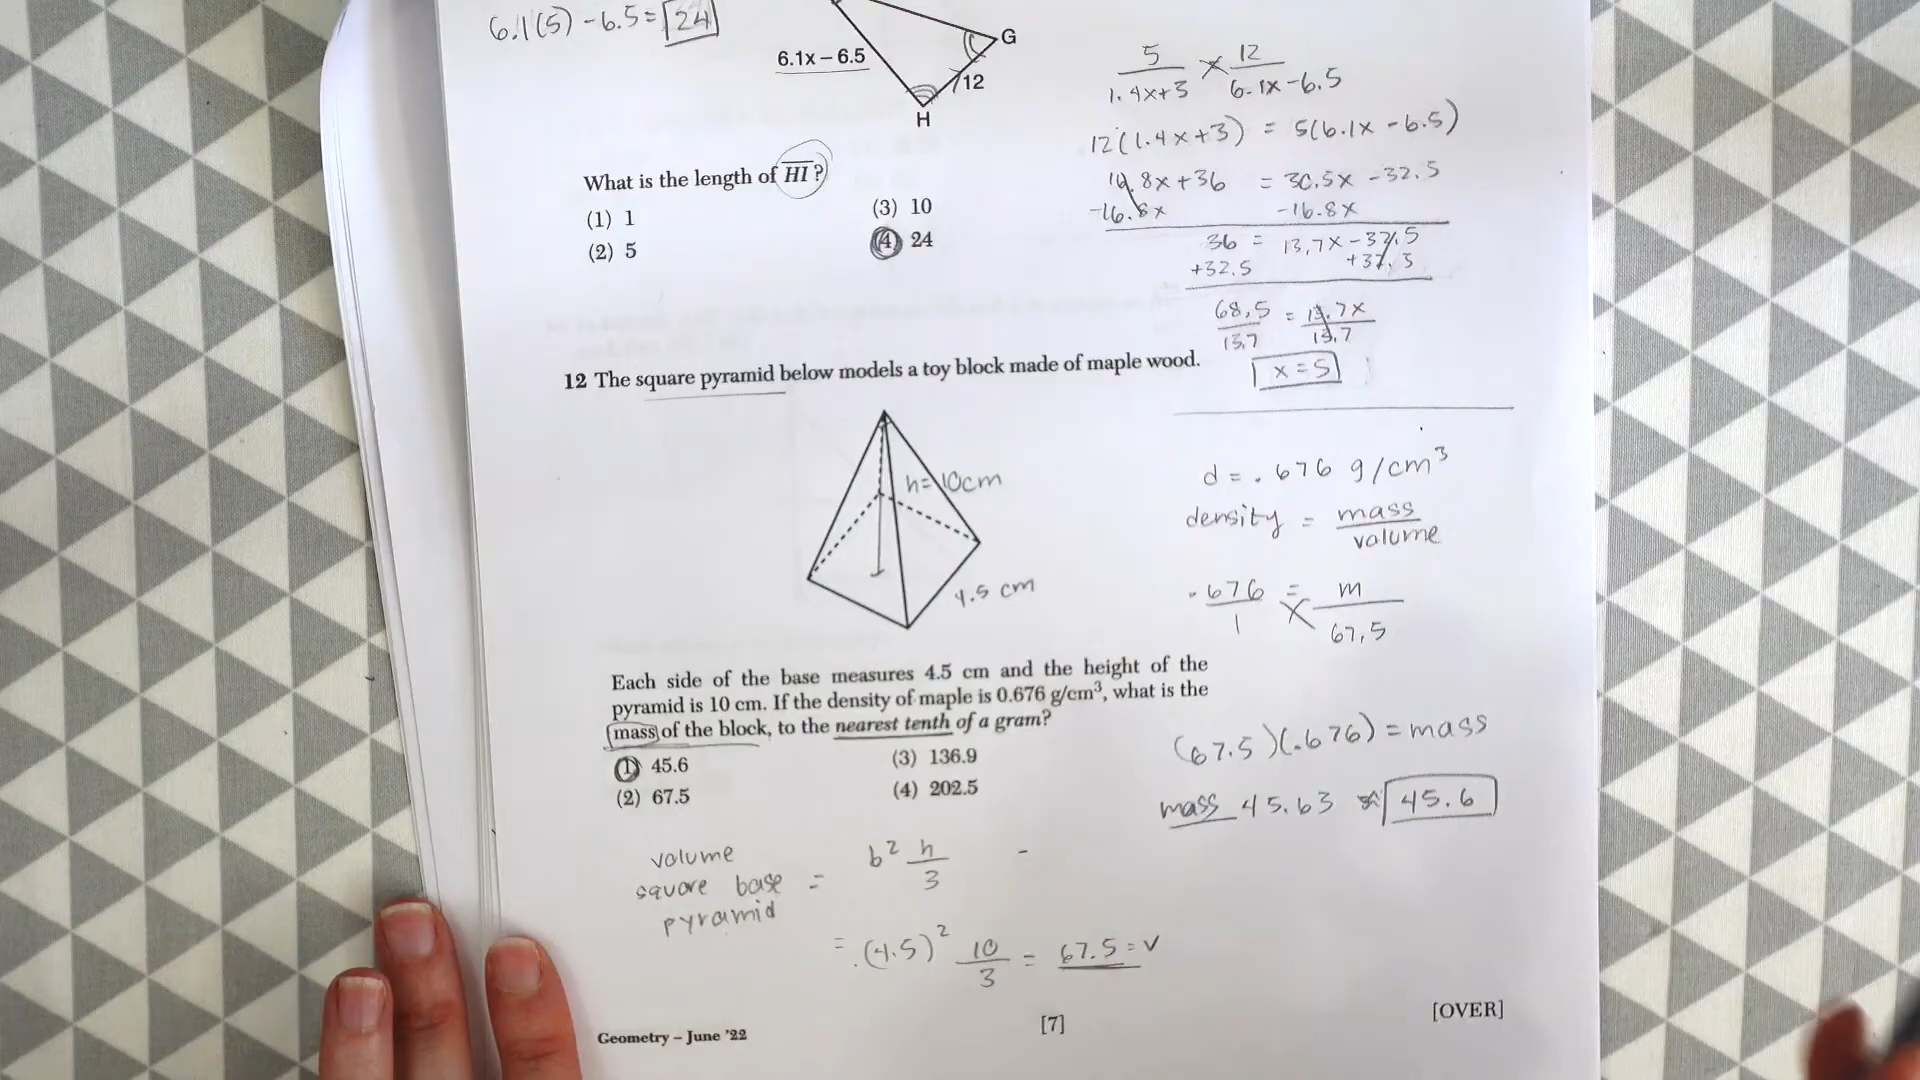 6.1(5) - 6.5 = 24
6.1x – 6.5
G
12
H
What is the length of HI?
(1) 1
(2) 5
(3) 10
(4) 24
5/1.4x+3 12/6.1x-6.5
12(1.4x+3) = 5(6.1x - 6.5)
16.8x+36 = 30.5x - 32.5
-16.8x -16.8x
36 = 13.7x - 32.5
+32.5 +32.5
68.5/13.7 = 13.7x/13.7
x = 5
12 The square pyramid below models a toy block made of maple wood.
h=10cm
4.5 cm
d = .676 g/cm³
density = mass/volume
.676/1 = m/67.5
Each side of the base measures 4.5 cm and the height of the
pyramid is 10 cm. If the density of maple is 0.676 g/cm³, what is the
mass of the block, to the nearest tenth of a gram?
(1) 45.6
(2) 67.5
(3) 136.9
(4) 202.5
(67.5)(.676) = mass
mass 45.63 ≈ 45.6
volume
square base
pyramid
= b² h/3
= (4.5)² 10/3 = 67.5 = V
Geometry – June '22
[7]
[OVER]